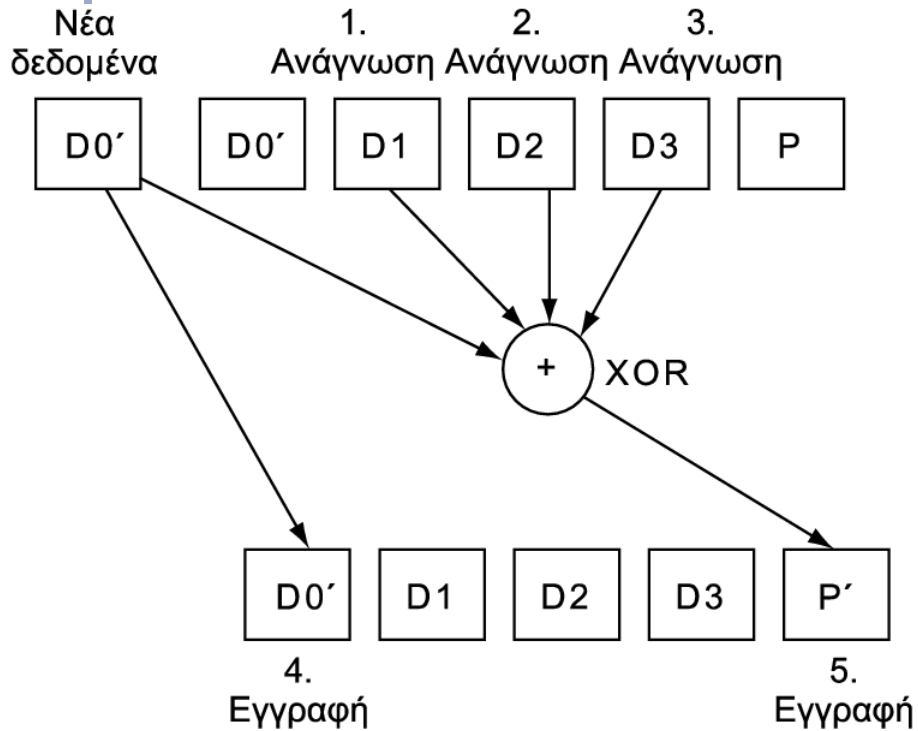 Νέα
δεδομένα
1.
Ανάγνωση
2.
Ανάγνωση
3.
Ανάγνωση
D0´ D0´ D1 D2 D3 P
+ XOR
D0´ D1 D2 D3 P´
4.
Εγγραφή
5.
Εγγραφή